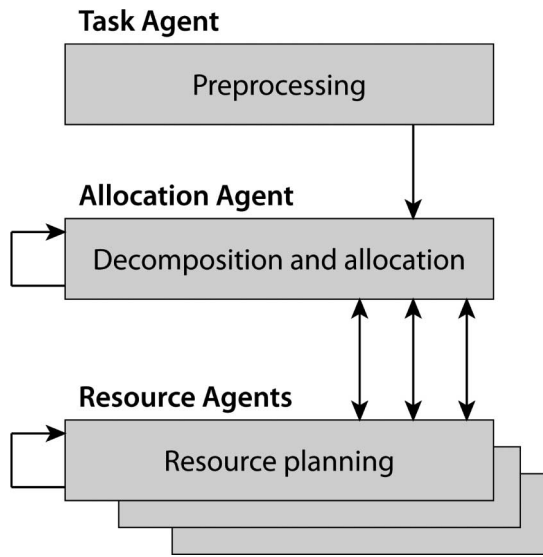 Task Agent
Preprocessing
Allocation Agent
Decomposition and allocation
Resource Agents
Resource planning